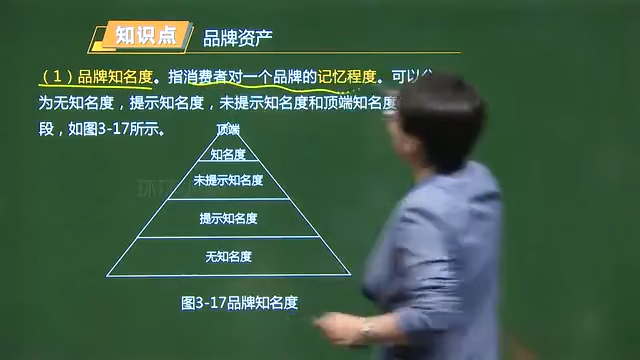 知识点 品牌资产
(1)品牌知名度。指消费者对一个品牌的记忆程度。可以
为无知名度，提示知名度，未提示知名度和顶端知名度
段，如图3-17所示。
顶端
知名度
未提示知名度
提示知名度
无知名度
图3-17品牌知名度